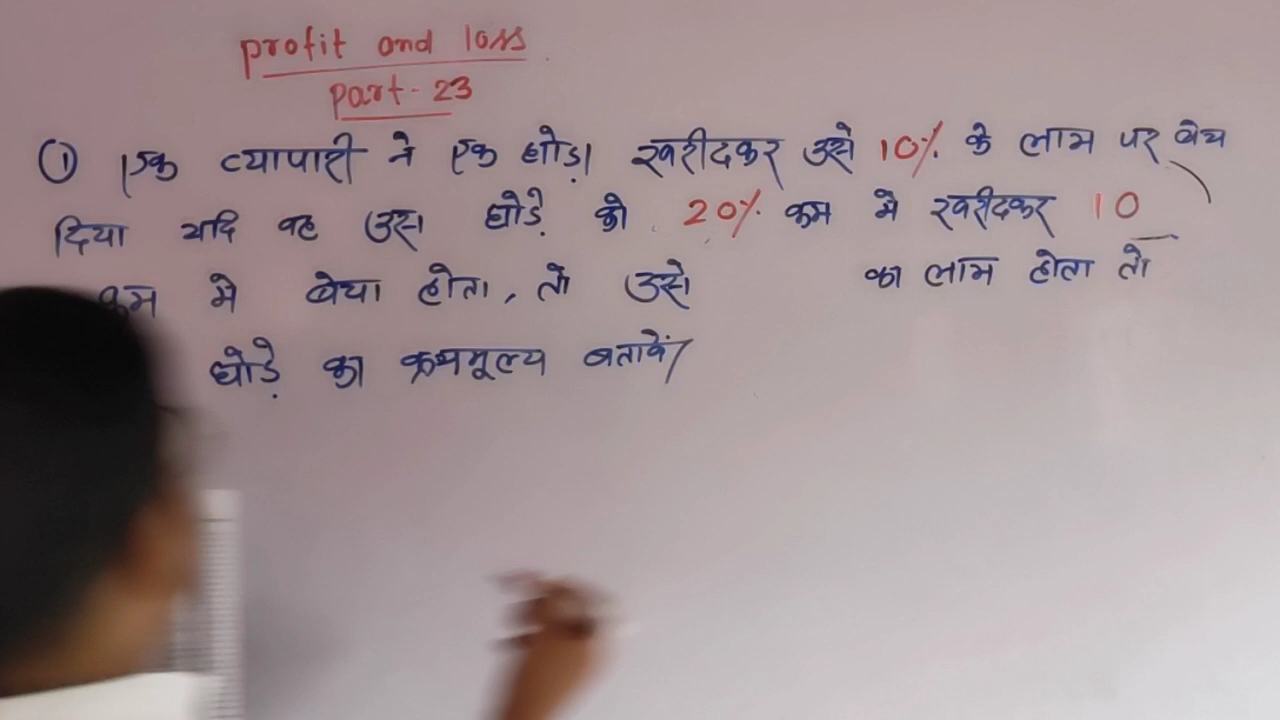 profit and loss
part - 23
① एक व्यापारी ने एक घोड़ा खरीदकर उसे 10% के लाभ पर बेच
दिया यदि वह उस घोड़े को 20% कम मे खरीदकर 10
कम मे बेचा होता, तो उसे का लाभ होता तो
घोड़े का क्रयमूल्य बतावें